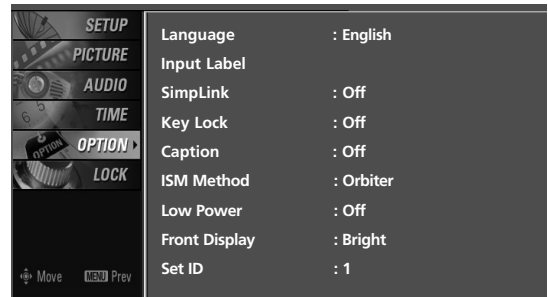 SETUP
PICTURE
AUDIO
TIME
OPTION
LOCK
Move MENU Prev
Language : English
Input Label
SimpLink : Off
Key Lock : Off
Caption : Off
ISM Method : Orbiter
Low Power : Off
Front Display : Bright
Set ID : 1